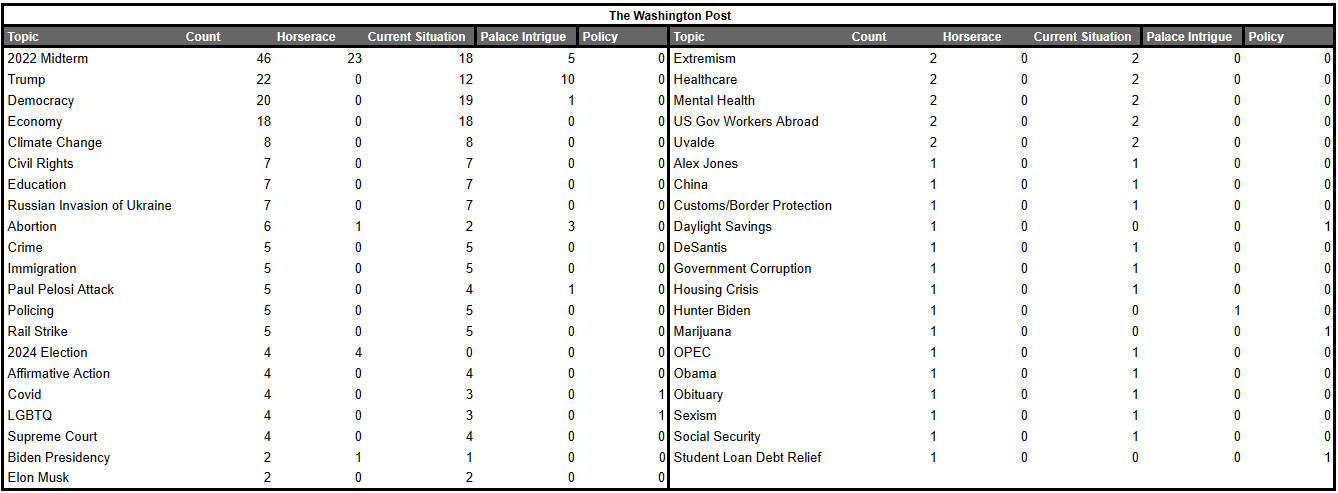 The Washington Post
Topic Count Horserace Current Situation Palace Intrigue Policy Topic Count Horserace Current Situation Palace Intrigue Policy
2022 Midterm 46 23 18 5 0 Extremism 2 0 2 0 0
Trump 22 0 12 10 0 Healthcare 2 0 2 0 0
Democracy 20 0 19 1 0 Mental Health 2 0 2 0 0
Economy 18 0 18 0 0 US Gov Workers Abroad 2 0 2 0 0
Climate Change 8 0 8 0 0 Uvalde 2 0 2 0 0
Civil Rights 7 0 7 0 0 Alex Jones 1 0 1 0 0
Education 7 0 7 0 0 China 1 0 1 0 0
Russian Invasion of Ukraine 7 0 7 0 0 Customs/Border Protection 1 0 1 0 0
Abortion 6 1 2 3 0 Daylight Savings 1 0 0 0 1
Crime 5 0 5 0 0 DeSantis 1 0 1 0 0
Immigration 5 0 5 0 0 Government Corruption 1 0 1 0 0
Paul Pelosi Attack 5 0 4 1 0 Housing Crisis 1 0 1 0 0
Policing 5 0 5 0 0 Hunter Biden 1 0 0 1 0
Rail Strike 5 0 5 0 0 Marijuana 1 0 0 0 1
2024 Election 4 4 0 0 0 OPEC 1 0 1 0 0
Affirmative Action 4 0 4 0 0 Obama 1 0 1 0 0
Covid 4 0 3 0 1 Obituary 1 0 1 0 0
LGBTQ 4 0 3 0 1 Sexism 1 0 1 0 0
Supreme Court 4 0 4 0 0 Social Security 1 0 1 0 0
Biden Presidency 2 1 1 0 0 Student Loan Debt Relief 1 0 0 0 1
Elon Musk 2 0 2 0 0